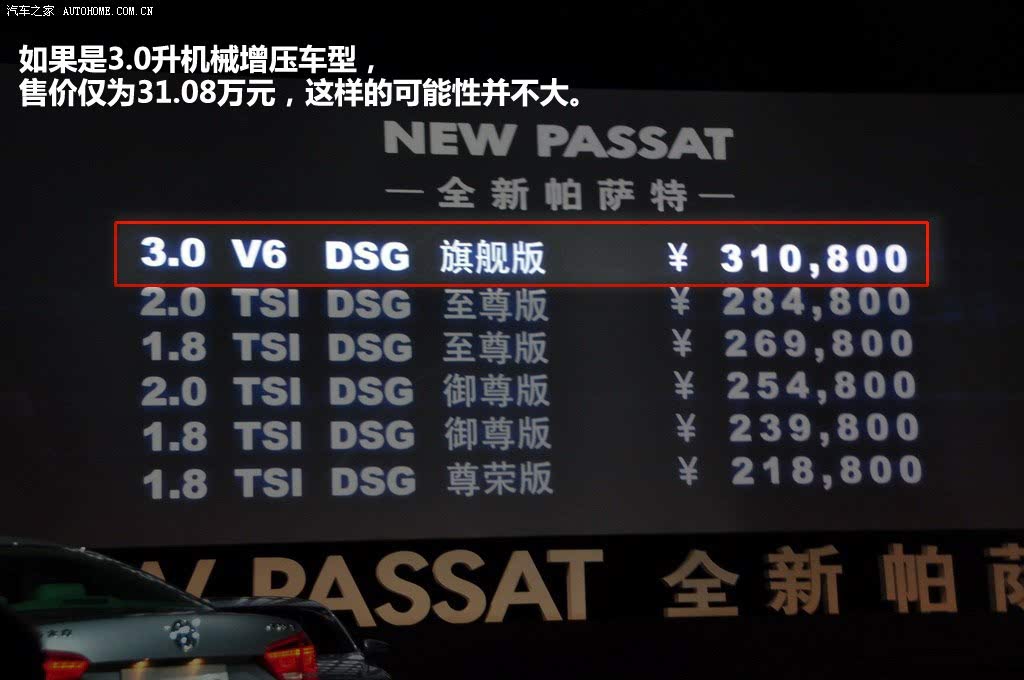 汽车之家 AUTOHOME.COM.CN
如果是3.0升机械增压车型，
售价仅为31.08万元，这样的可能性并不大。
NEW PASSAT
—全新帕萨特—
3.0 V6 DSG 旗舰版 ¥ 310,800
2.0 TSI DSG 至尊版 ¥ 284,800
1.8 TSI DSG 至尊版 ¥ 269,800
2.0 TSI DSG 御尊版 ¥ 254,800
1.8 TSI DSG 御尊版 ¥ 239,800
1.8 TSI DSG 尊荣版 ¥ 218,800
PASSAT 全新帕萨